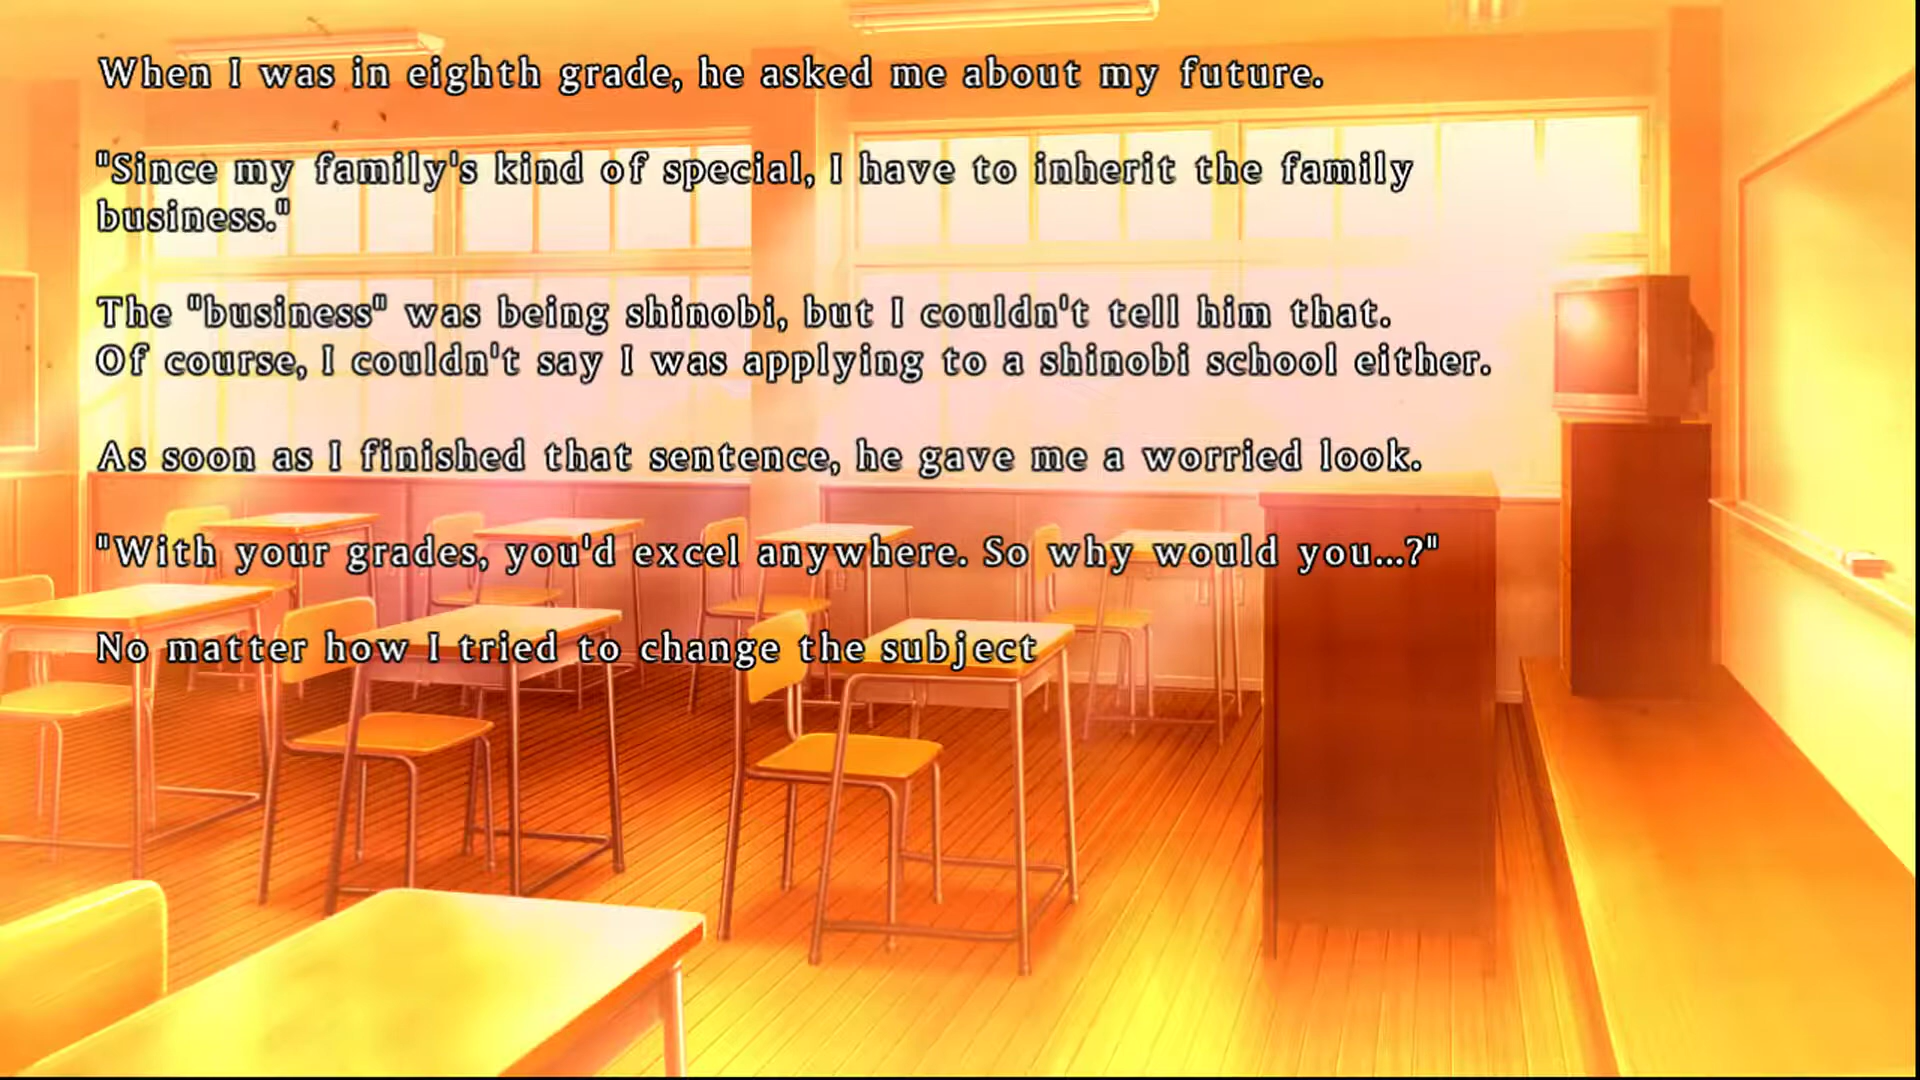 When I was in eighth grade, he asked me about my future.
"Since my family's kind of special, I have to inherit the family
business."
The "business" was being shinobi, but I couldn't tell him that.
Of course, I couldn't say I was applying to a shinobi school either.
As soon as I finished that sentence, he gave me a worried look.
"With your grades, you'd excel anywhere. So why would you...?"
No matter how I tried to change the subject